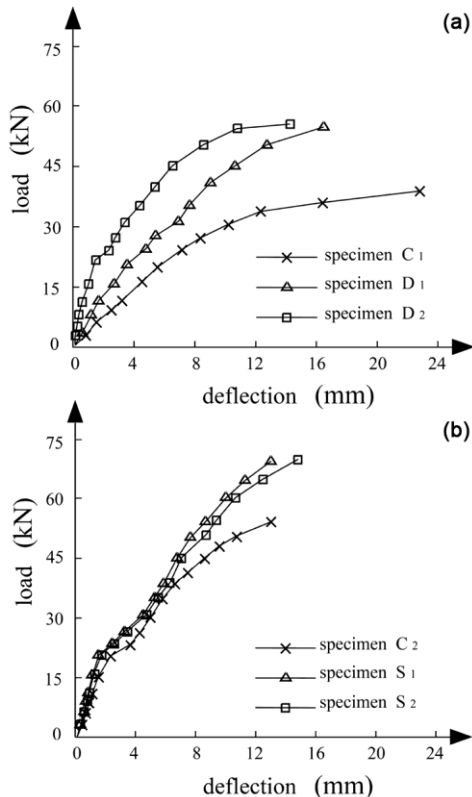 (a)
75
60
45
30
15
0
load (kN)
specimen C 1
specimen D 1
specimen D 2
0 4 8 12 16 20 24
deflection (mm)
(b)
75
60
45
30
15
0
load (kN)
specimen C 2
specimen S 1
specimen S 2
0 4 8 12 16 20 24
deflection (mm)